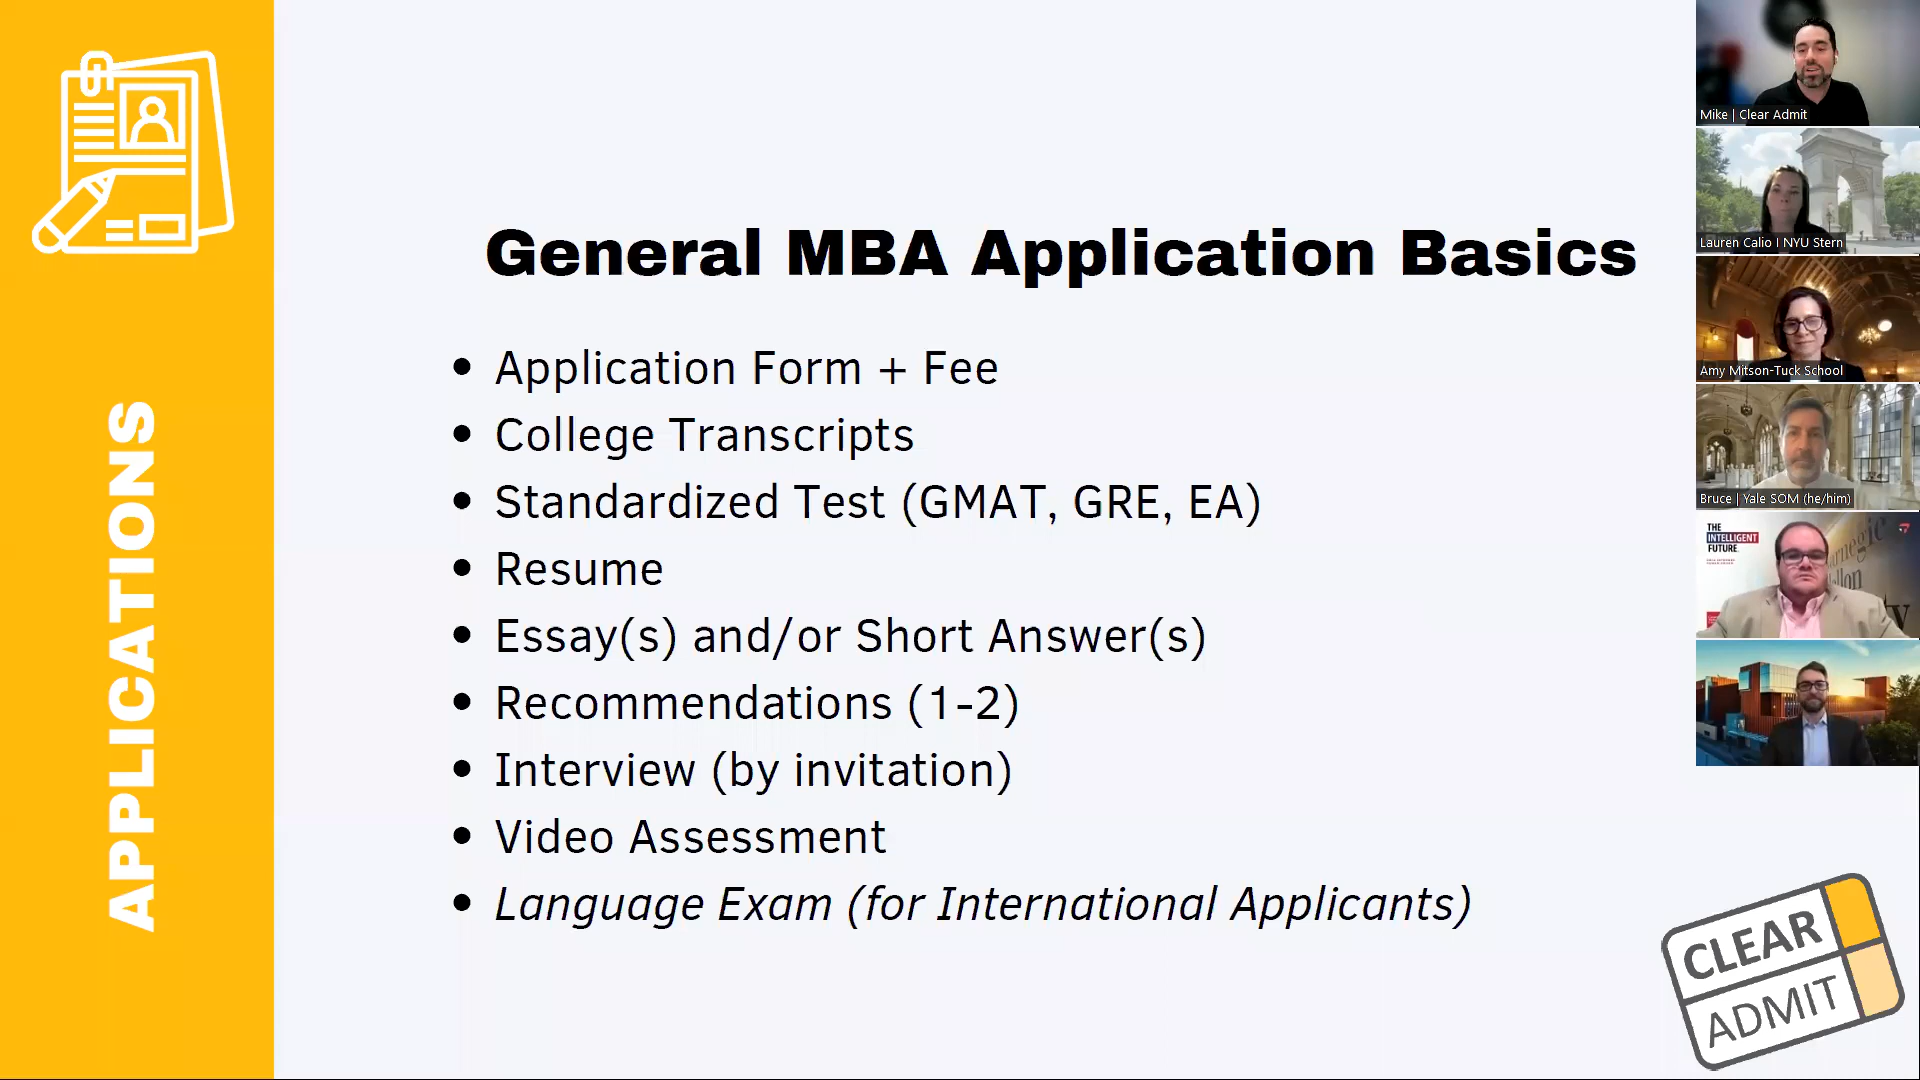 APPLICATIONS
General MBA Application Basics
• Application Form + Fee
• College Transcripts
• Standardized Test (GMAT, GRE, EA)
• Resume
• Essay(s) and/or Short Answer(s)
• Recommendations (1-2)
• Interview (by invitation)
• Video Assessment
• Language Exam (for International Applicants)
Mike | Clear Admit
Lauren Calio I NYU Stern
Amy Mitson-Tuck School
Bruce | Yale SOM (he/him)
THE
INTELLIGENT
FUTURE
CLEAR
ADMIT